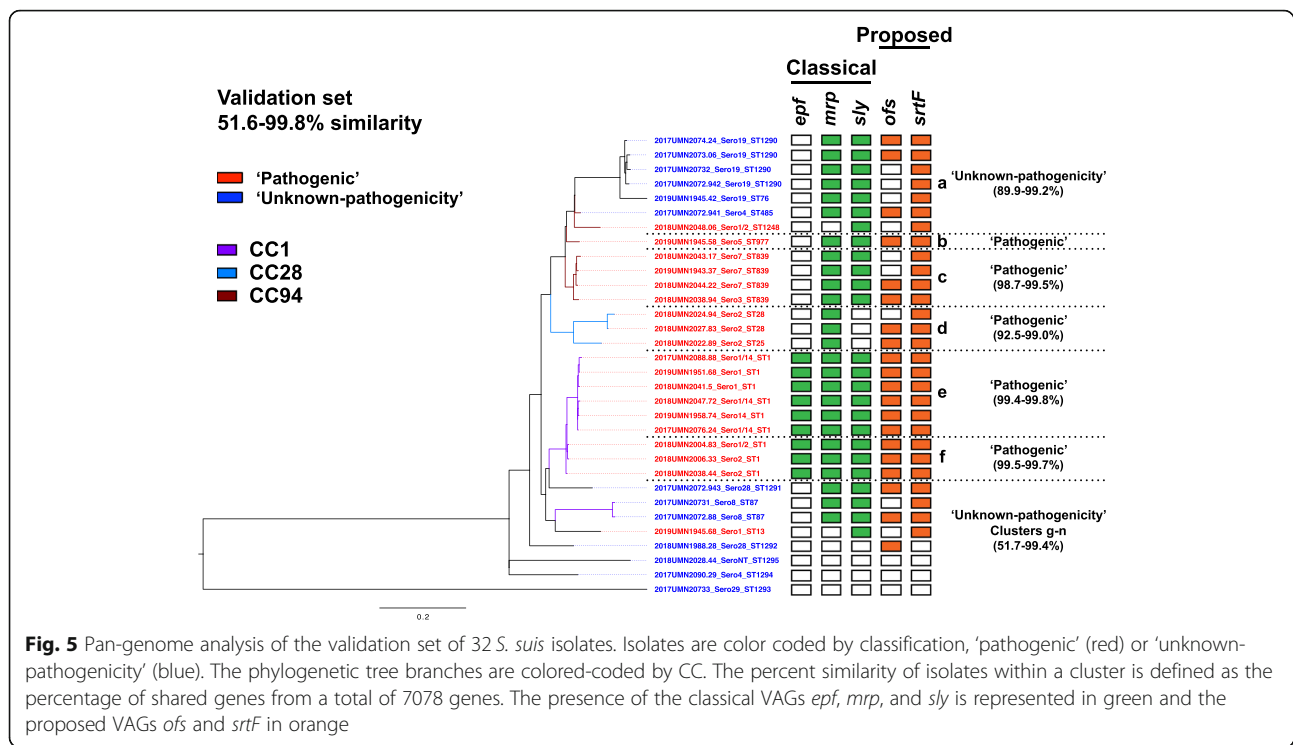 Proposed
Classical
epf mrp sly ofs srtF
Validation set
51.6-99.8% similarity
'Pathogenic'
'Unknown-pathogenicity'
CC1
CC28
CC94
2017UMN2074.24_Sero19_ST1290
2017UMN2073.06_Sero19_ST1290
2017UMN20732_Sero19_ST1290
2017UMN2072.942_Sero19_ST1290
2019UMN1945.42_Sero19_ST76
2017UMN2072.941_Sero4_ST485
2018UMN2048.06_Sero1/2_ST1248
a 'Unknown-pathogenicity'
(89.9-99.2%)
2019UMN1945.58_Sero5_ST977
b 'Pathogenic'
2018UMN2043.17_Sero7_ST839
2019UMN1943.37_Sero7_ST839
2018UMN2044.22_Sero7_ST839
2018UMN2038.94_Sero3_ST839
c 'Pathogenic'
(98.7-99.5%)
2018UMN2024.94_Sero2_ST28
2018UMN2027.83_Sero2_ST28
2018UMN2022.89_Sero2_ST25
d 'Pathogenic'
(92.5-99.0%)
2017UMN2088.88_Sero1/14_ST1
2019UMN1951.68_Sero1_ST1
2018UMN2041.5_Sero1_ST1
2018UMN2047.72_Sero1/14_ST1
2019UMN1958.74_Sero14_ST1
2017UMN2076.24_Sero1/14_ST1
e 'Pathogenic'
(99.4-99.8%)
2018UMN2004.83_Sero1/2_ST1
2018UMN2006.33_Sero2_ST1
2018UMN2038.44_Sero2_ST1
f 'Pathogenic'
(99.5-99.7%)
2017UMN2072.943_Sero28_ST1291
2017UMN20731_Sero8_ST87
2017UMN2072.88_Sero8_ST87
2019UMN1945.68_Sero1_ST13
2018UMN1988.28_Sero28_ST1292
2018UMN2028.44_SeroNT_ST1295
2017UMN2090.29_Sero4_ST1294
2017UMN20733_Sero29_ST1293
'Unknown-pathogenicity'
Clusters g-n
(51.7-99.4%)
0.2
Fig. 5 Pan-genome analysis of the validation set of 32 S. suis isolates. Isolates are color coded by classification, 'pathogenic' (red) or 'unknown-
pathogenicity' (blue). The phylogenetic tree branches are colored-coded by CC. The percent similarity of isolates within a cluster is defined as the
percentage of shared genes from a total of 7078 genes. The presence of the classical VAGs epf, mrp, and sly is represented in green and the
proposed VAGs ofs and srtF in orange